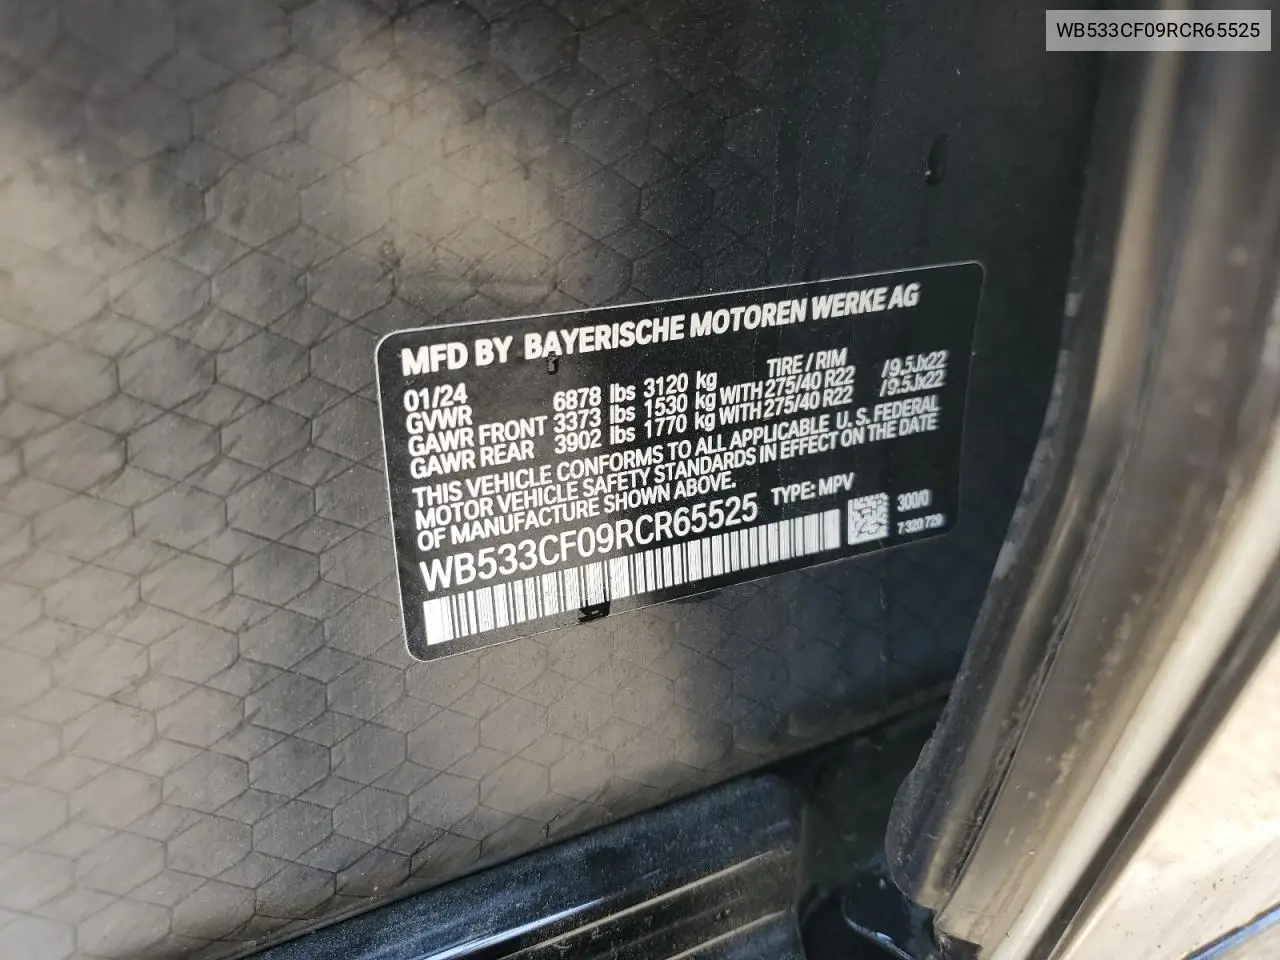 WB533CF09RCR65525
MFD BY BAYERISCHE MOTOREN WERKE AG
01/24 TIRE / RIM
GVWR 6878 lbs 3120 kg
GAWR FRONT 3373 lbs 1530 kg WITH 275/40 R22 /9.5Jx22
GAWR REAR 3902 lbs 1770 kg WITH 275/40 R22 /9.5Jx22
THIS VEHICLE CONFORMS TO ALL APPLICABLE U.S. FEDERAL
MOTOR VEHICLE SAFETY STANDARDS IN EFFECT ON THE DATE
OF MANUFACTURE SHOWN ABOVE.
WB533CF09RCR65525 TYPE: MPV
300/0
7 320 729